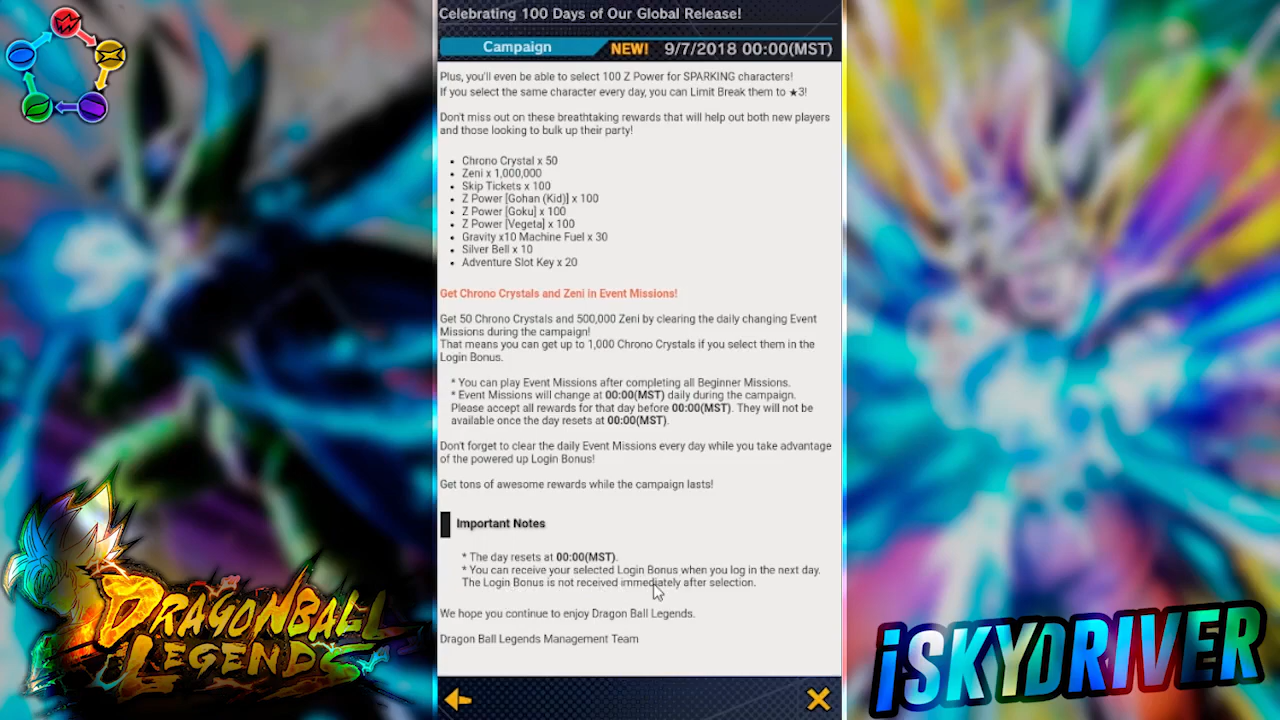 Celebrating 100 Days of Our Global Release!
Campaign NEW! 9/7/2018 00:00(MST)
Plus, you'll even be able to select 100 Z Power for SPARKING characters!
If you select the same character every day, you can Limit Break them to ★3!
Don't miss out on these breathtaking rewards that will help out both new players
and those looking to bulk up their party!
• Chrono Crystal x 50
• Zeni x 1,000,000
• Skip Tickets x 100
• Z Power [Gohan (Kid)] x 100
• Z Power [Goku] x 100
• Z Power [Vegeta] x 100
• Gravity x10 Machine Fuel x 30
• Silver Bell x 10
• Adventure Slot Key x 20
Get Chrono Crystals and Zeni in Event Missions!
Get 50 Chrono Crystals and 500,000 Zeni by clearing the daily changing Event
Missions during the campaign!
That means you can get up to 1,000 Chrono Crystals if you select them in the
Login Bonus.
* You can play Event Missions after completing all Beginner Missions.
* Event Missions will change at 00:00(MST) daily during the campaign.
Please accept all rewards for that day before 00:00(MST). They will not be
available once the day resets at 00:00(MST).
Don't forget to clear the daily Event Missions every day while you take advantage
of the powered up Login Bonus!
Get tons of awesome rewards while the campaign lasts!
Important Notes
* The day resets at 00:00(MST).
* You can receive your selected Login Bonus when you log in the next day.
The Login Bonus is not received immediately after selection.
We hope you continue to enjoy Dragon Ball Legends.
Dragon Ball Legends Management Team
DRAGONBALL
LEGENDS
iSKYDRIVER